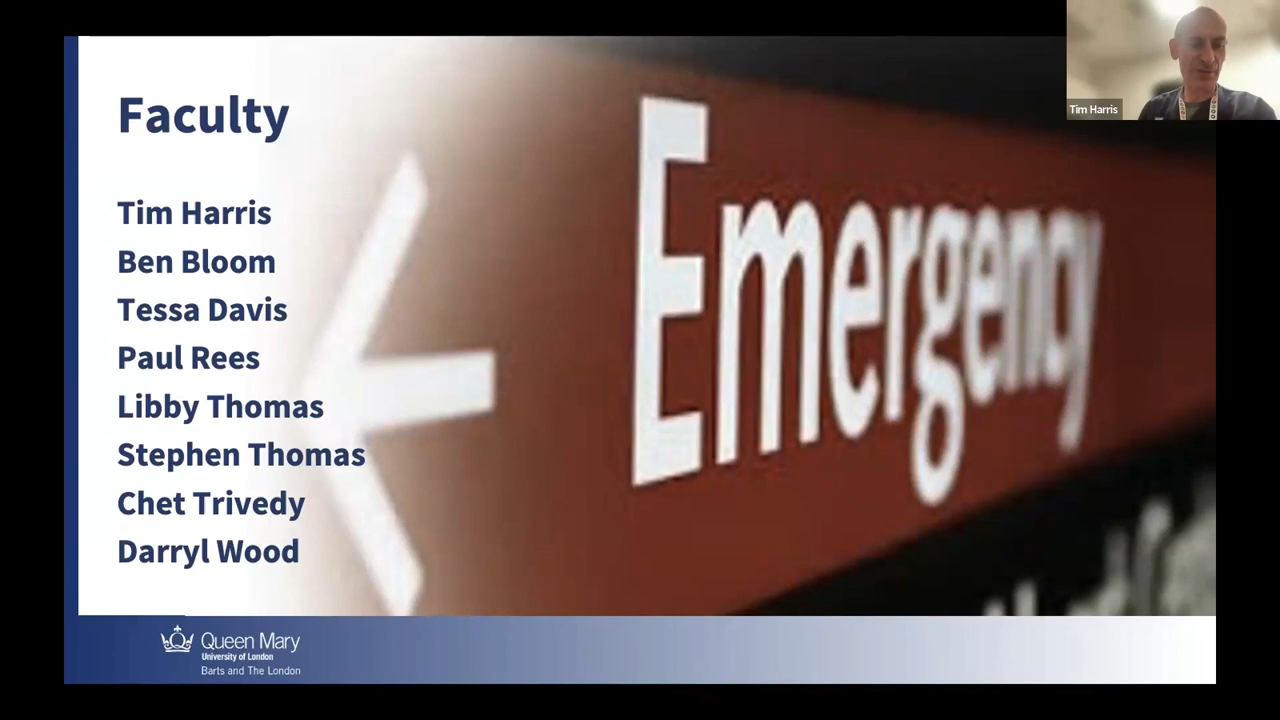 Faculty
Tim Harris
Ben Bloom
Tessa Davis
Paul Rees
Libby Thomas
Stephen Thomas
Chet Trivedy
Darryl Wood
Emergency
Tim Harris
Queen Mary
University of London
Barts and The London